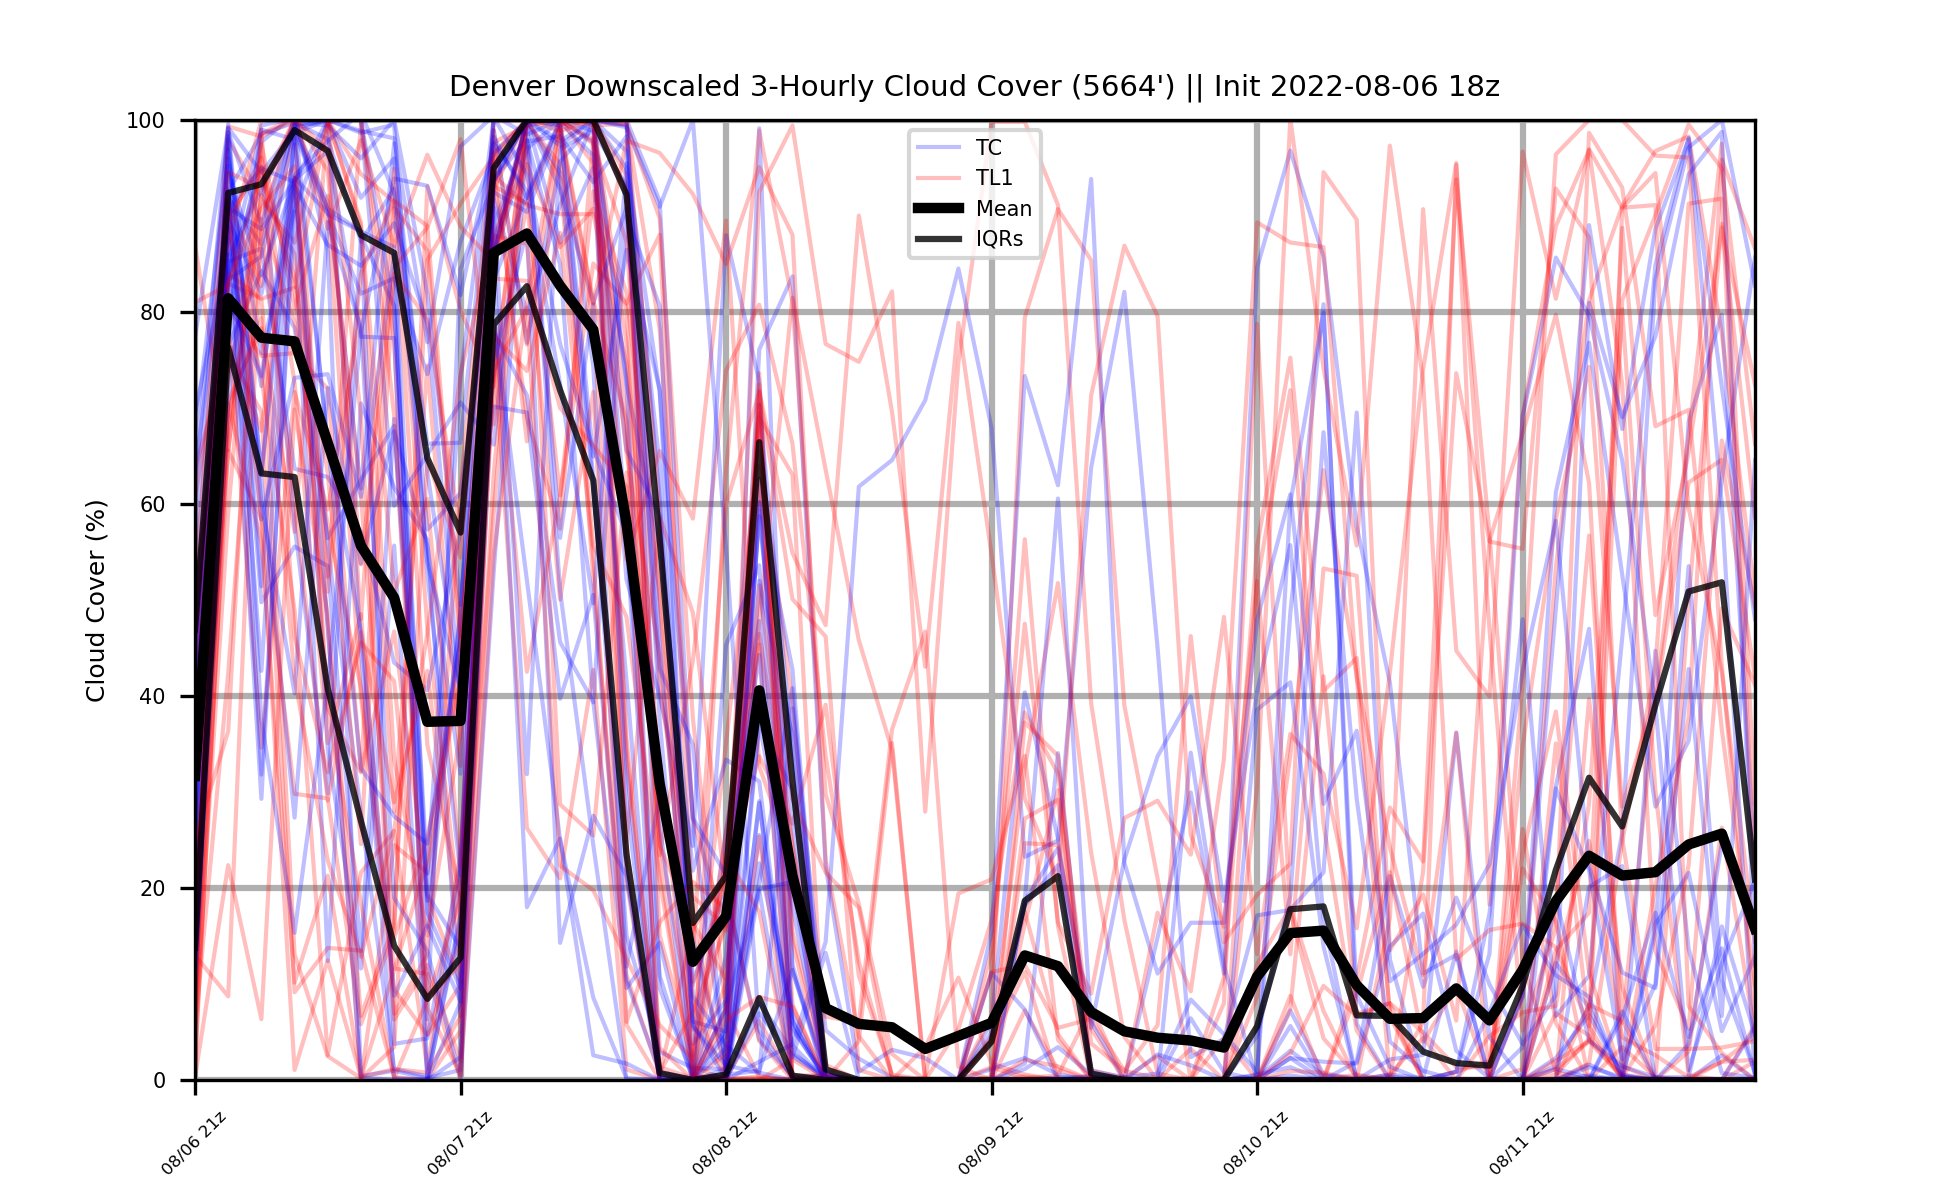 Denver Downscaled 3-Hourly Cloud Cover (5664') || Init 2022-08-06 18z
TC
TL1
Mean
IQRs
Cloud Cover (%)
100
80
60
40
20
0
08/06 21z
08/07 21z
08/08 21z
08/09 21z
08/10 21z
08/11 21z